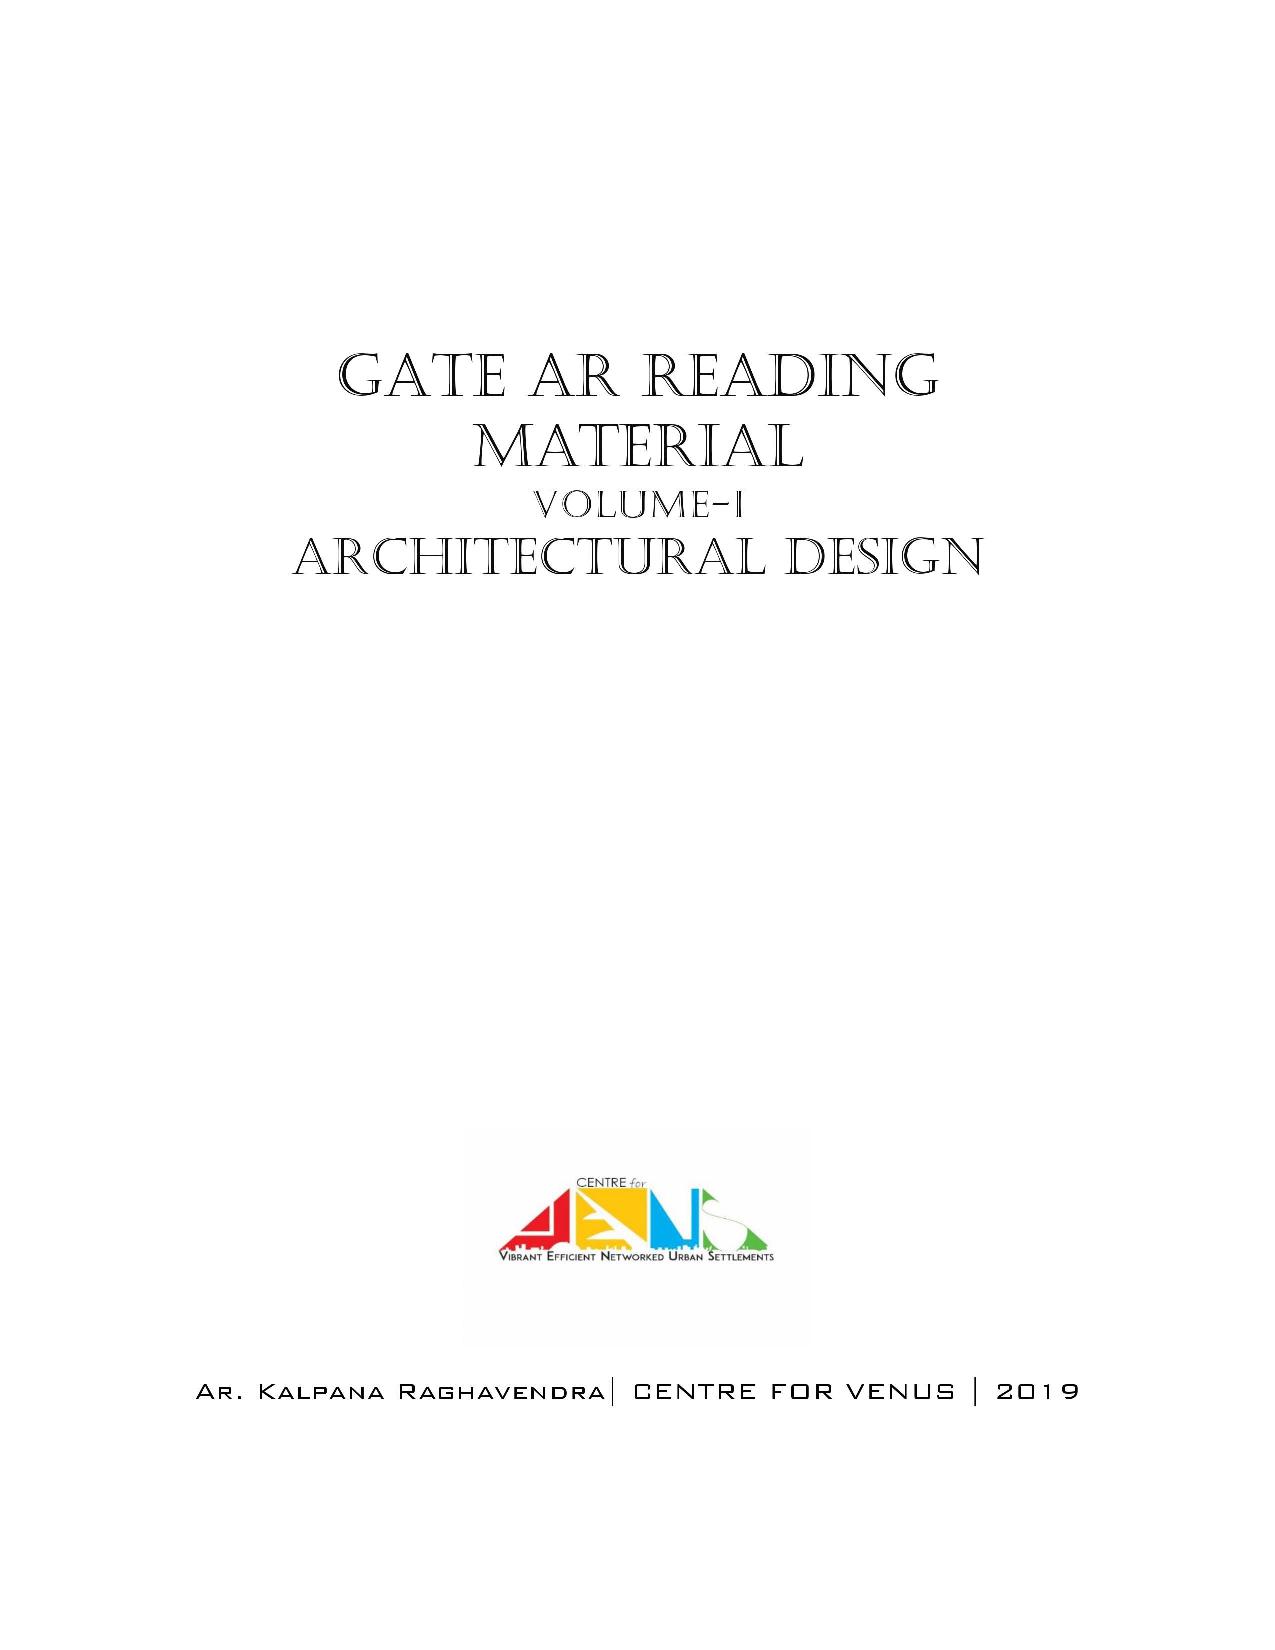 GATE AR READING
MATERIAL
VOLUME-I
ARCHITECTURAL DESIGN
CENTRE for
VENUS
VIBRANT EFFICIENT NETWORKED URBAN SETTLEMENTS
AR. KALPANA RAGHAVENDRA| CENTRE FOR VENUS | 2019